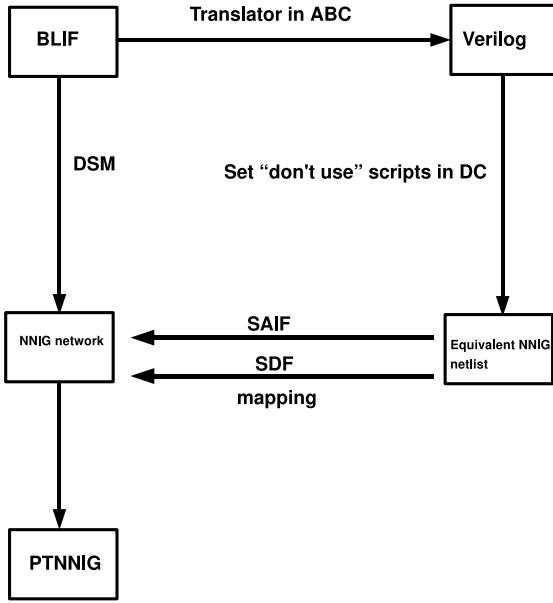 Translator in ABC
BLIF
Verilog
DSM
Set “don't use” scripts in DC
NNIG network
SAIF
SDF
mapping
Equivalent NNIG
netlist
PTNNIG